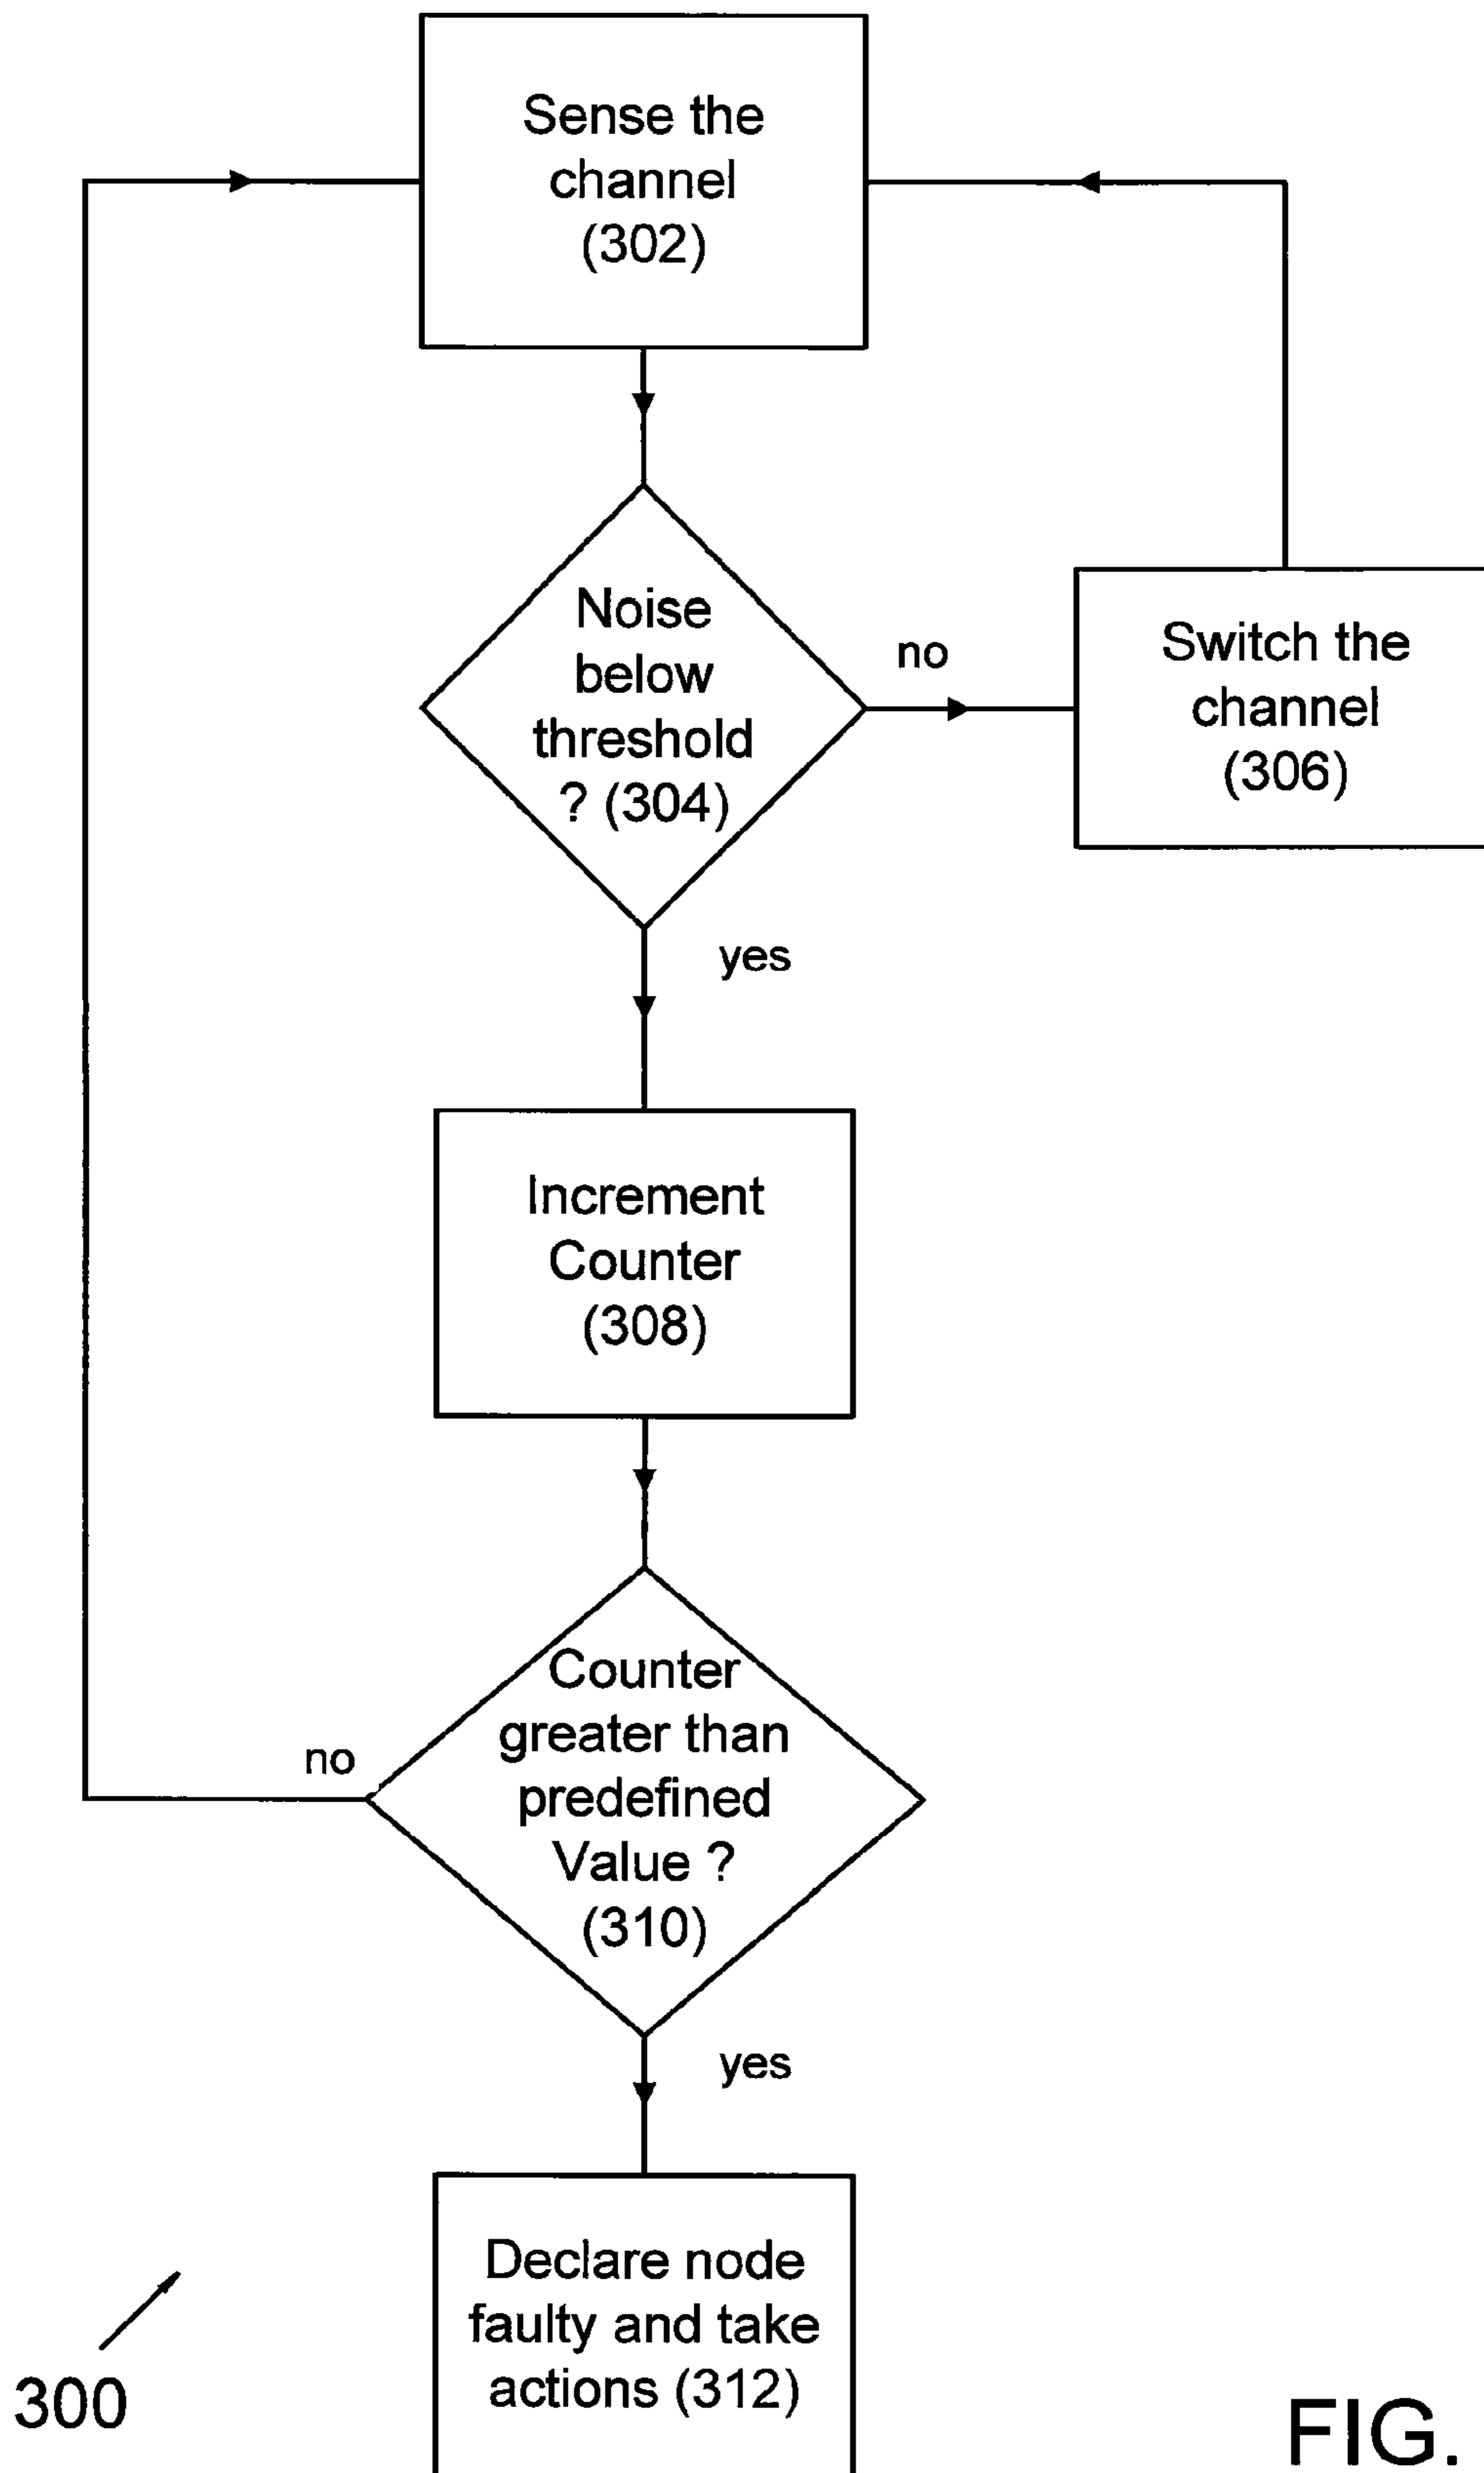 Sense the
channel
(302)
Noise
below
threshold
? (304)
no
Switch the
channel
(306)
yes
Increment
Counter
(308)
Counter
greater than
predefined
Value ?
(310)
no
yes
Declare node
faulty and take
actions (312)
300
FIG.